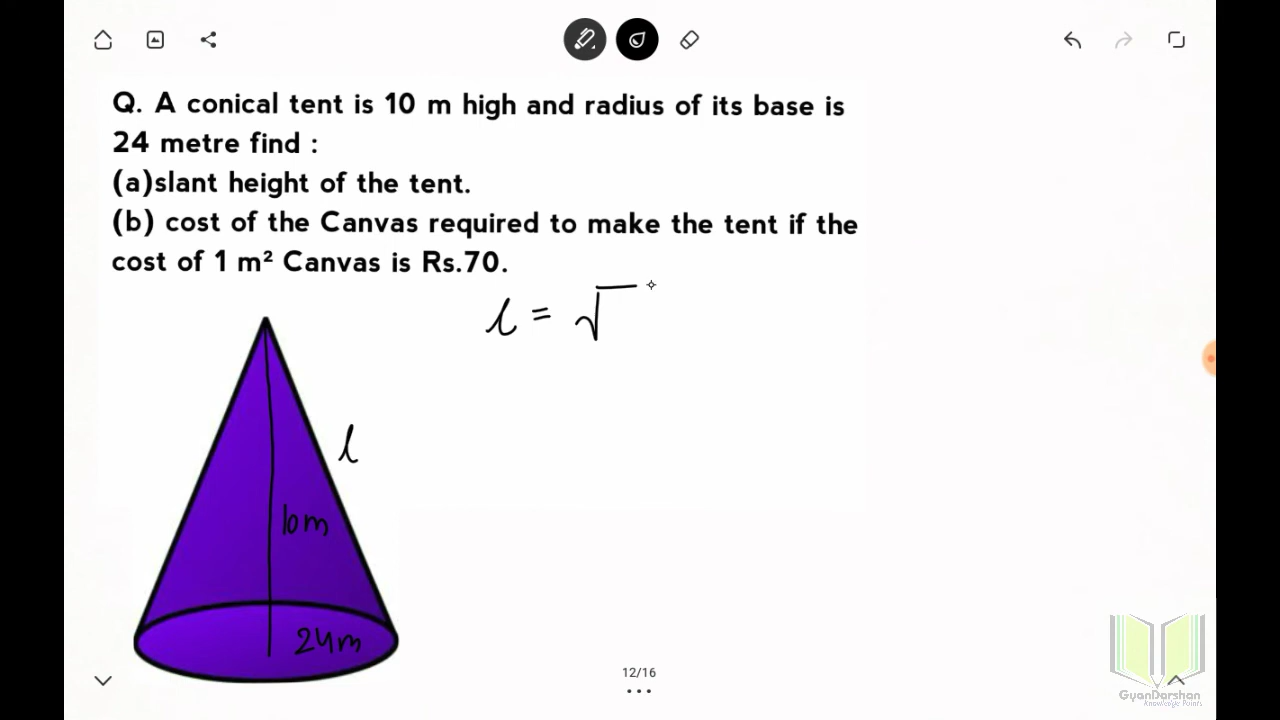 Q. A conical tent is 10 m high and radius of its base is
24 metre find :
(a)slant height of the tent.
(b) cost of the Canvas required to make the tent if the
cost of 1 m² Canvas is Rs.70.
l = √
l
10m
24m
12/16
GyanDarshan
Knowledge Points